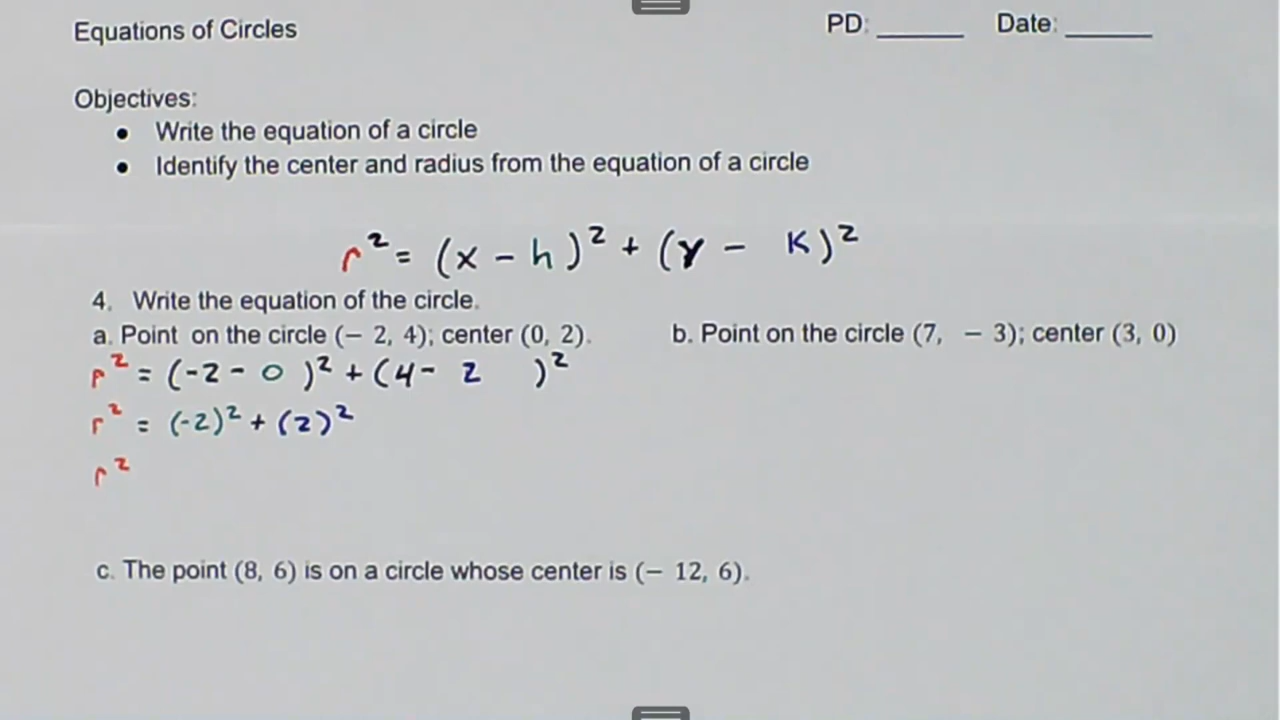 Equations of Circles PD: ______ Date: ______
Objectives:
● Write the equation of a circle
● Identify the center and radius from the equation of a circle
r² = (x - h)² + (y - k)²
4. Write the equation of the circle.
a. Point on the circle (− 2, 4); center (0, 2). b. Point on the circle (7, − 3); center (3, 0)
r² = (-2 - 0 )² + (4 - 2 )²
r² = (-2)² + (2)²
r²
c. The point (8, 6) is on a circle whose center is (− 12, 6).